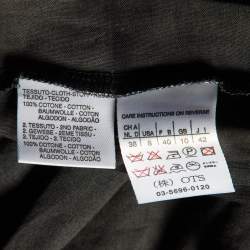 TESSUTO-CLOTH-STOFF
TEJIDO - TECIDO
100% COTONE - COTTON -
BAUMWOLLE - COTON
ALGODON - ALGODÃO
2. TESSUTO - 2ND FABRIC -
2. GEWEBE - 2EME TISSU -
2. TEJIDO - 2. TECIDO
100% COTONE - COTTON -
BAUMWOLLE - COTON
ALGODON - ALGODÃO
CARE INSTRUCTIONS ON REVERSE
NL D USA F GB J
38 8 40 10 42
(株) OTS
03-5696-0120